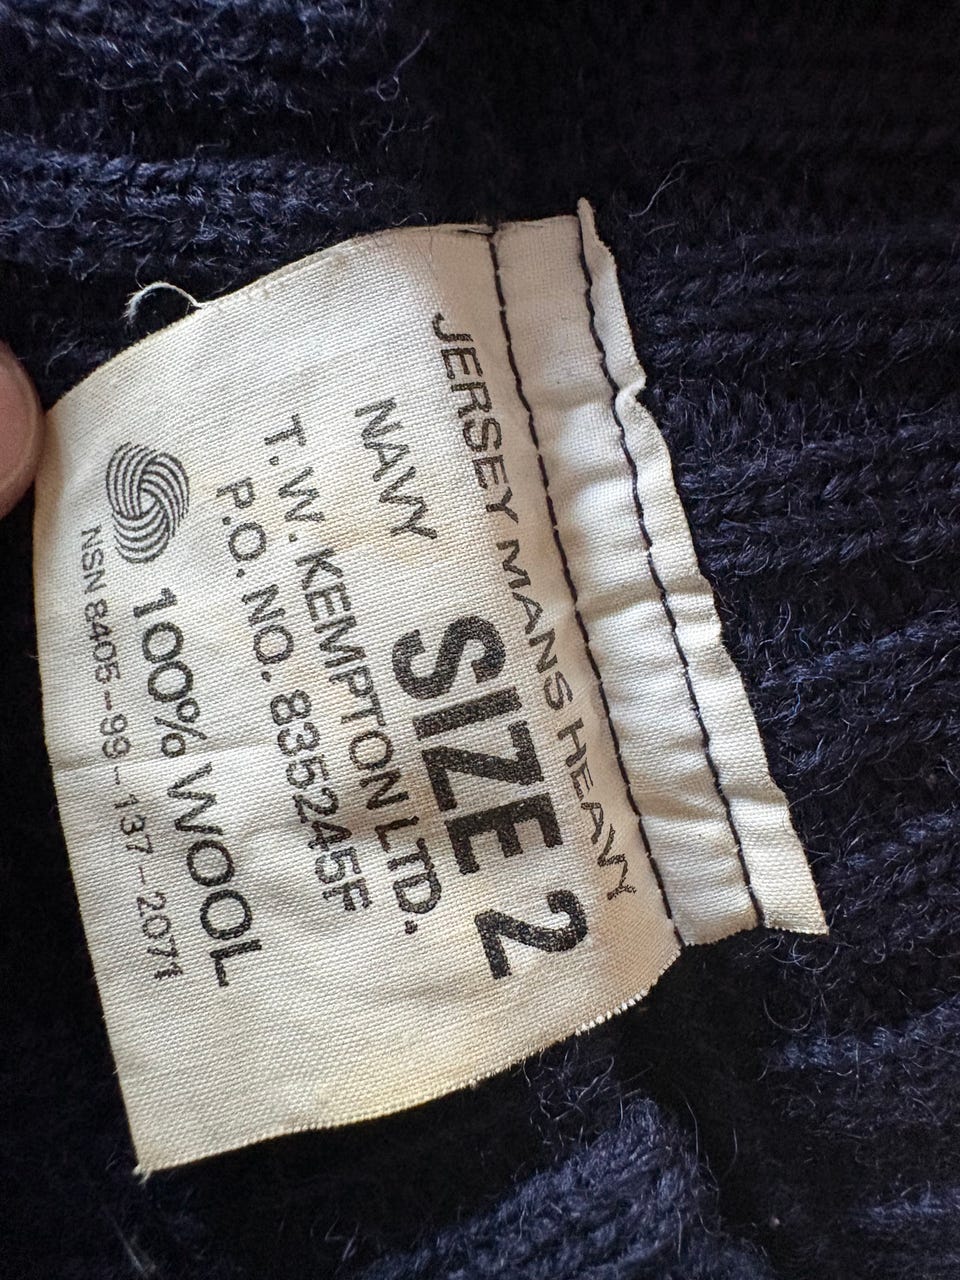 JERSEY MANS HEAVY
NAVY SIZE 2
T.W. KEMPTON LTD.
P.O. NO. 835245F
100% WOOL
NSN 8405-99-137-2071